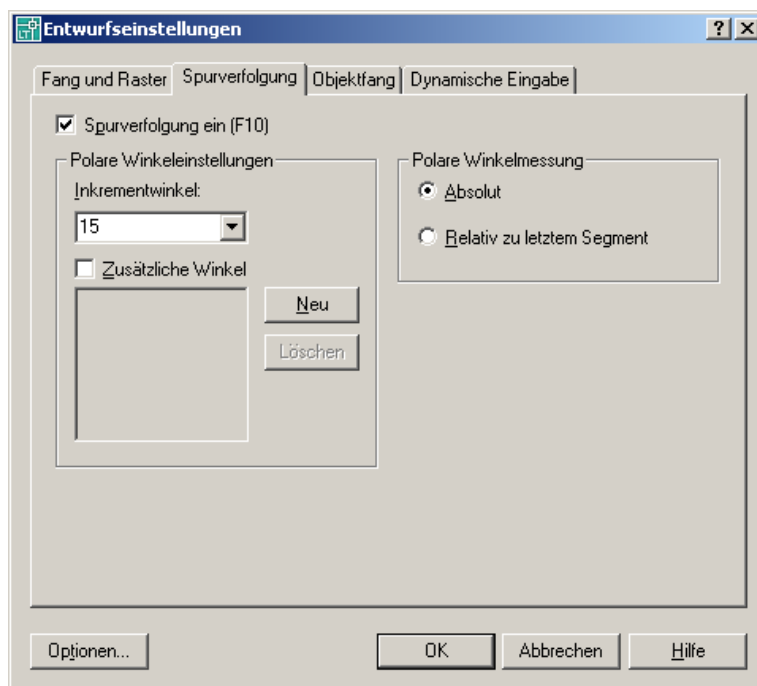 Entwurfseinstellungen
Fang und Raster Spurverfolgung Objektfang Dynamische Eingabe
Spurverfolgung ein (F10)
Polare Winkeleinstellungen
Inkrementwinkel:
15
Zusätzliche Winkel
Neu
Löschen
Polare Winkelmessung
Absolut
Relativ zu letztem Segment
Optionen... OK Abbrechen Hilfe